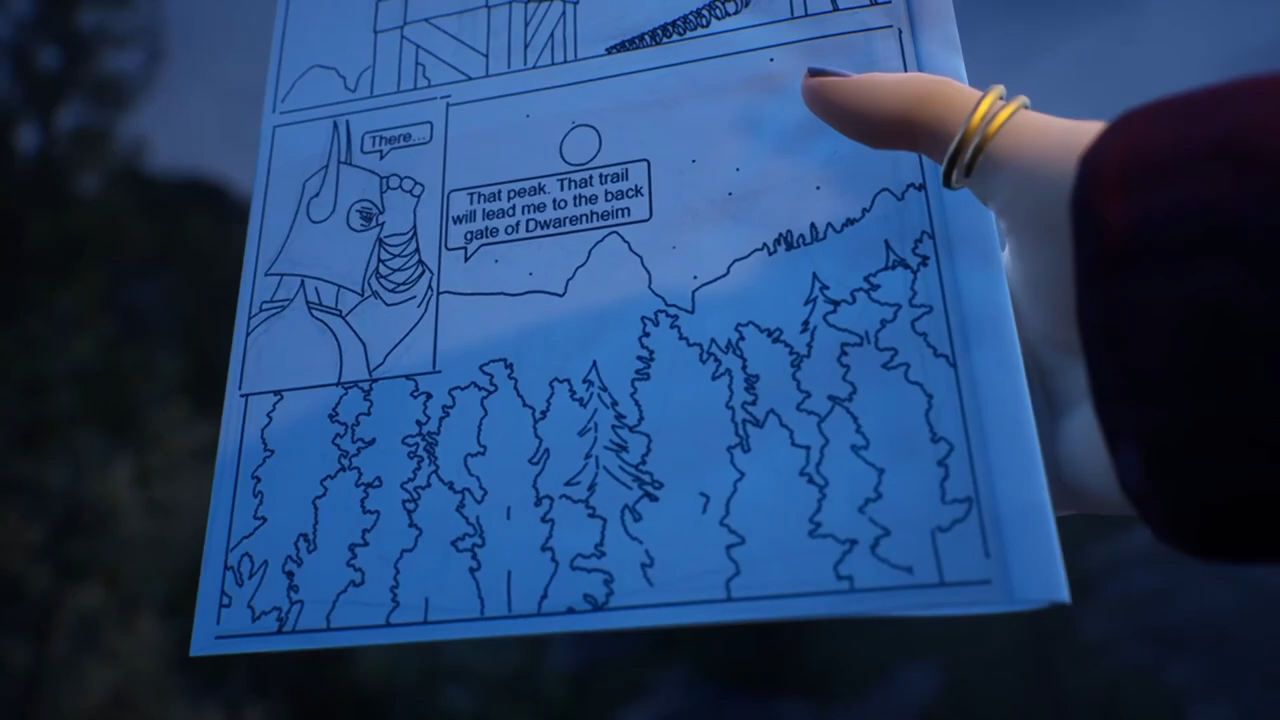 There...
That peak. That trail
will lead me to the back
gate of Dwarenheim